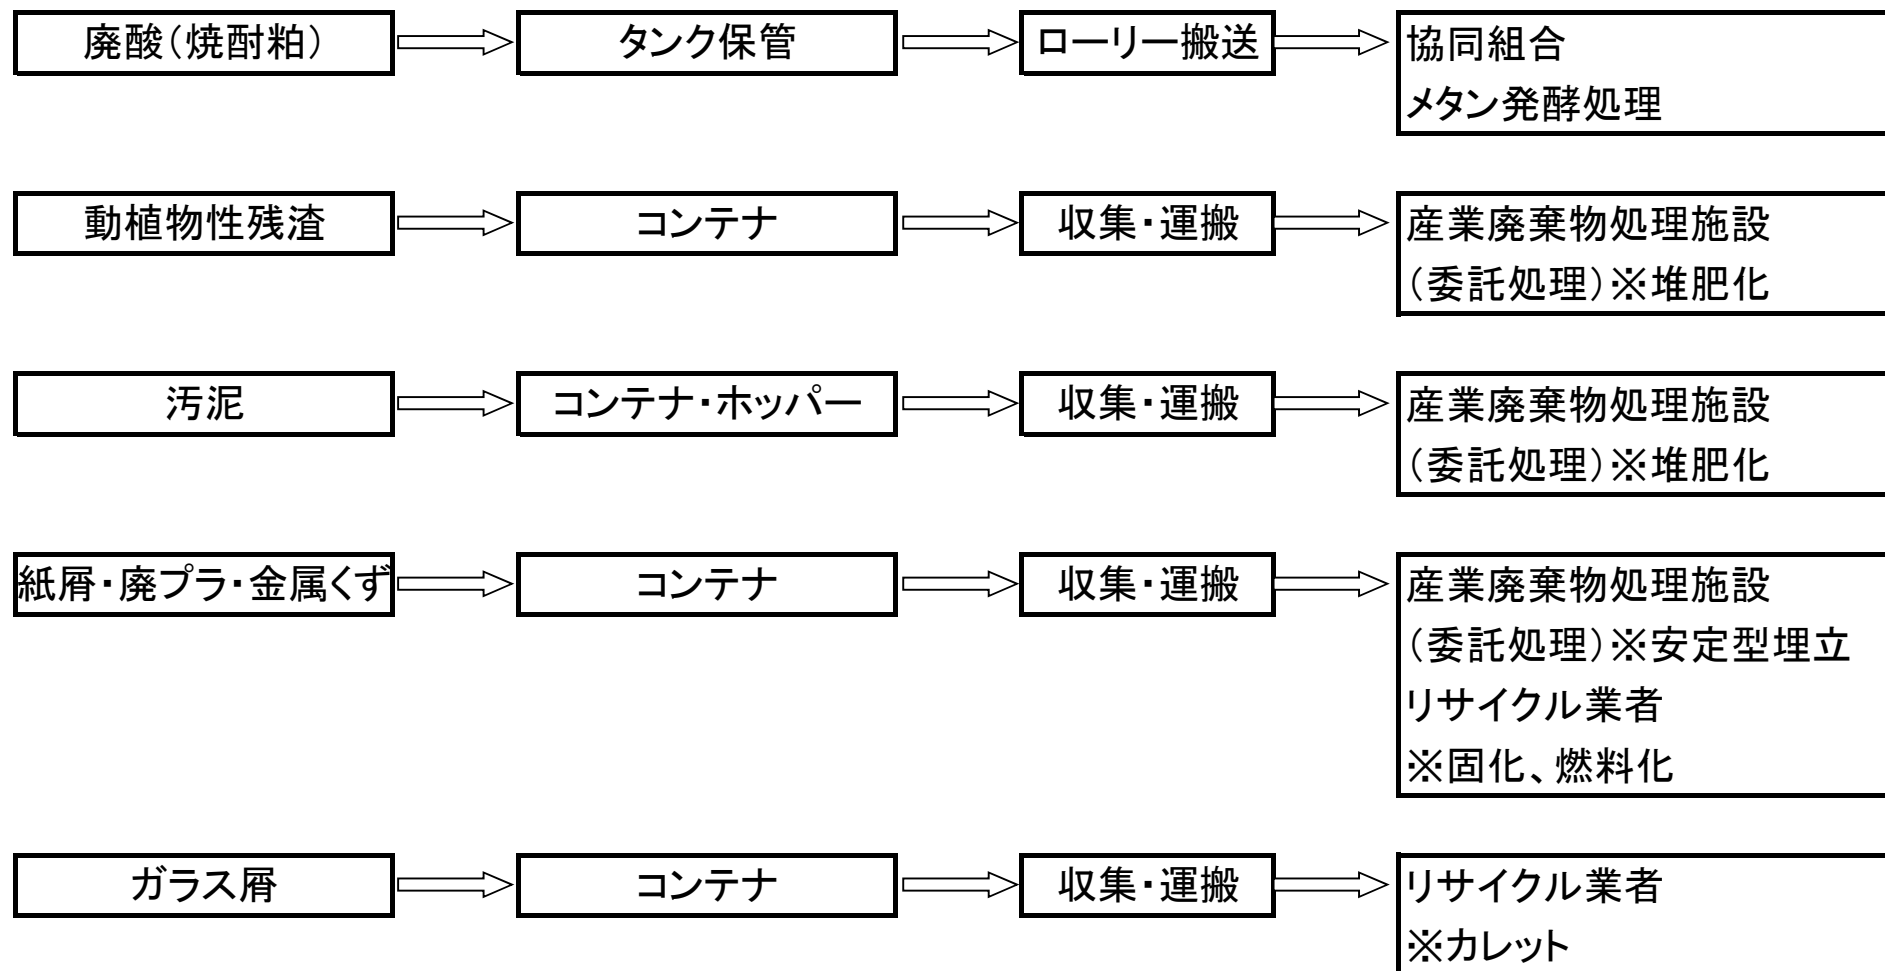 廃酸（焼酎粕）
タンク保管
ローリー搬送
協同組合
メタン発酵処理
動植物性残渣
コンテナ
収集・運搬
産業廃棄物処理施設
（委託処理）※堆肥化
汚泥
コンテナ・ホッパー
収集・運搬
産業廃棄物処理施設
（委託処理）※堆肥化
紙屑・廃プラ・金属くず
コンテナ
収集・運搬
産業廃棄物処理施設
（委託処理）※安定型埋立
リサイクル業者
※固化、燃料化
ガラス屑
コンテナ
収集・運搬
リサイクル業者
※カレット